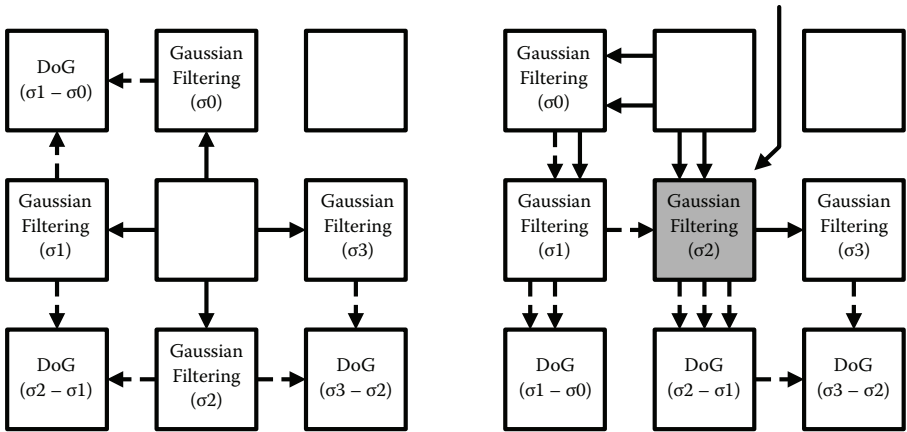 DoG
(σ1 – σ0)
Gaussian
Filtering
(σ0)
Gaussian
Filtering
(σ1)
Gaussian
Filtering
(σ3)
DoG
(σ2 – σ1)
Gaussian
Filtering
(σ2)
DoG
(σ3 – σ2)
Gaussian
Filtering
(σ0)
Gaussian
Filtering
(σ1)
Gaussian
Filtering
(σ2)
Gaussian
Filtering
(σ3)
DoG
(σ1 – σ0)
DoG
(σ2 – σ1)
DoG
(σ3 – σ2)